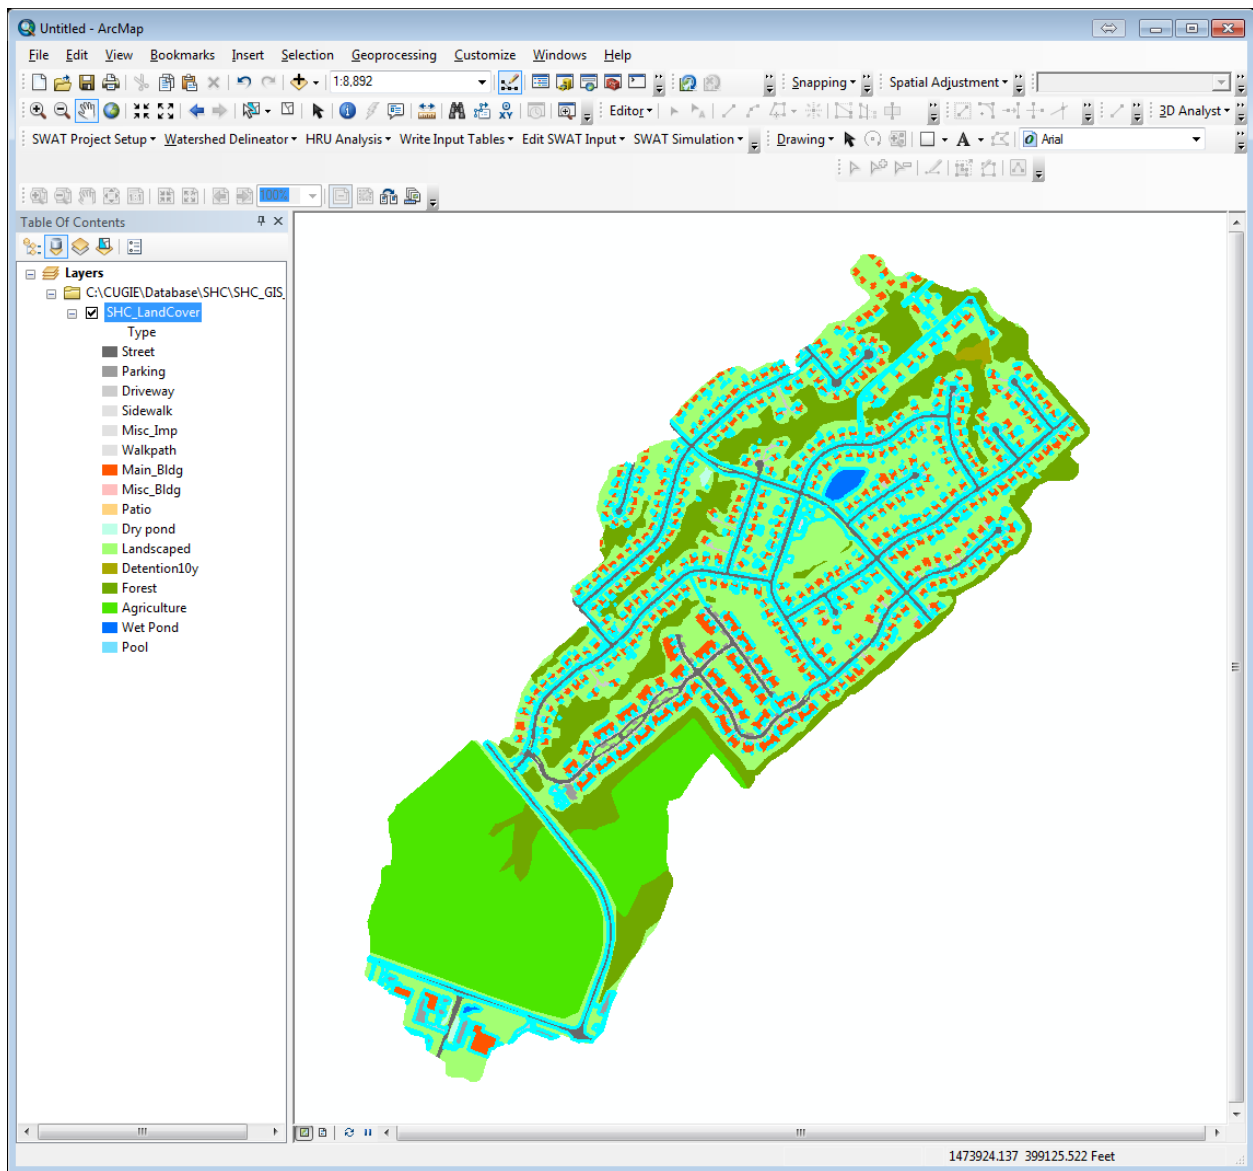 Untitled - ArcMap
File Edit View Bookmarks Insert Selection Geoprocessing Customize Windows Help
1:8,892 Snapping Spatial Adjustment
Editor 3D Analyst
SWAT Project Setup Watershed Delineator HRU Analysis Write Input Tables Edit SWAT Input SWAT Simulation Drawing A Arial
100%
Table Of Contents
Layers
C:\CUGIE\Database\SHC\SHC_GIS_
SHC_LandCover
Type
Street
Parking
Driveway
Sidewalk
Misc_Imp
Walkpath
Main_Bldg
Misc_Bldg
Patio
Dry pond
Landscaped
Detention10y
Forest
Agriculture
Wet Pond
Pool
1473924.137 399125.522 Feet